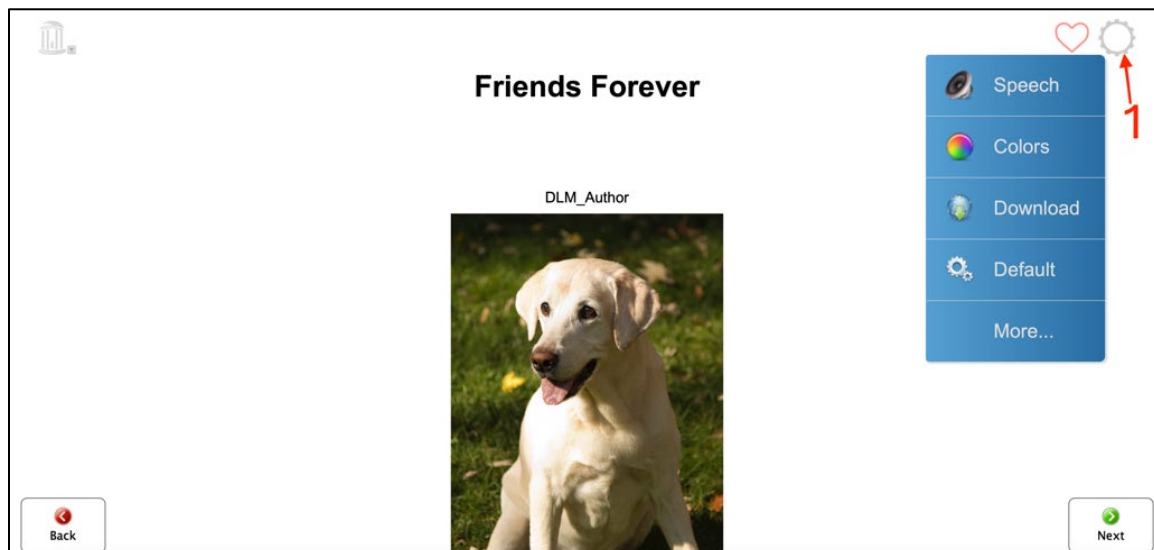 Friends Forever
Speech
1
Colors
DLM_Author
Download
Default
More...
Back
Next